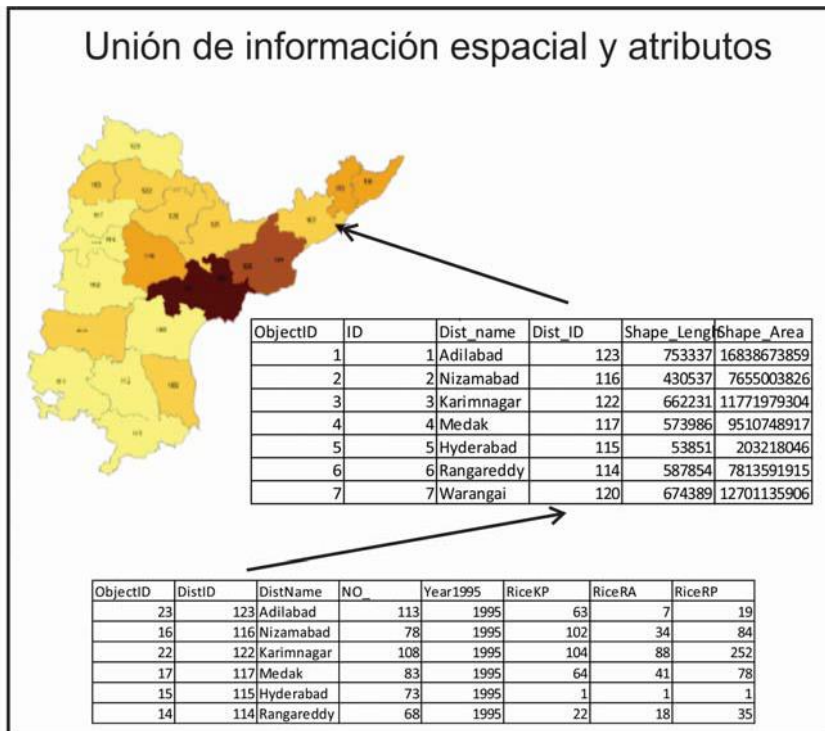 Unión de información espacial y atributos
ObjectID ID Dist_name Dist_ID Shape_Length Shape_Area
1 1 Adilabad 123 753337 16838673859
2 2 Nizamabad 116 430537 7655003826
3 3 Karimnagar 122 662231 11771979304
4 4 Medak 117 573986 9510748917
5 5 Hyderabad 115 53851 203218046
6 6 Rangareddy 114 587854 7813591915
7 7 Warangai 120 674389 12701135906
ObjectID DistID DistName NO_ Year1995 RiceKP RiceRA RiceRP
23 123 Adilabad 113 1995 63 7 19
16 116 Nizamabad 78 1995 102 34 84
22 122 Karimnagar 108 1995 104 88 252
17 117 Medak 83 1995 64 41 78
15 115 Hyderabad 73 1995 1 1 1
14 114 Rangareddy 68 1995 22 18 35